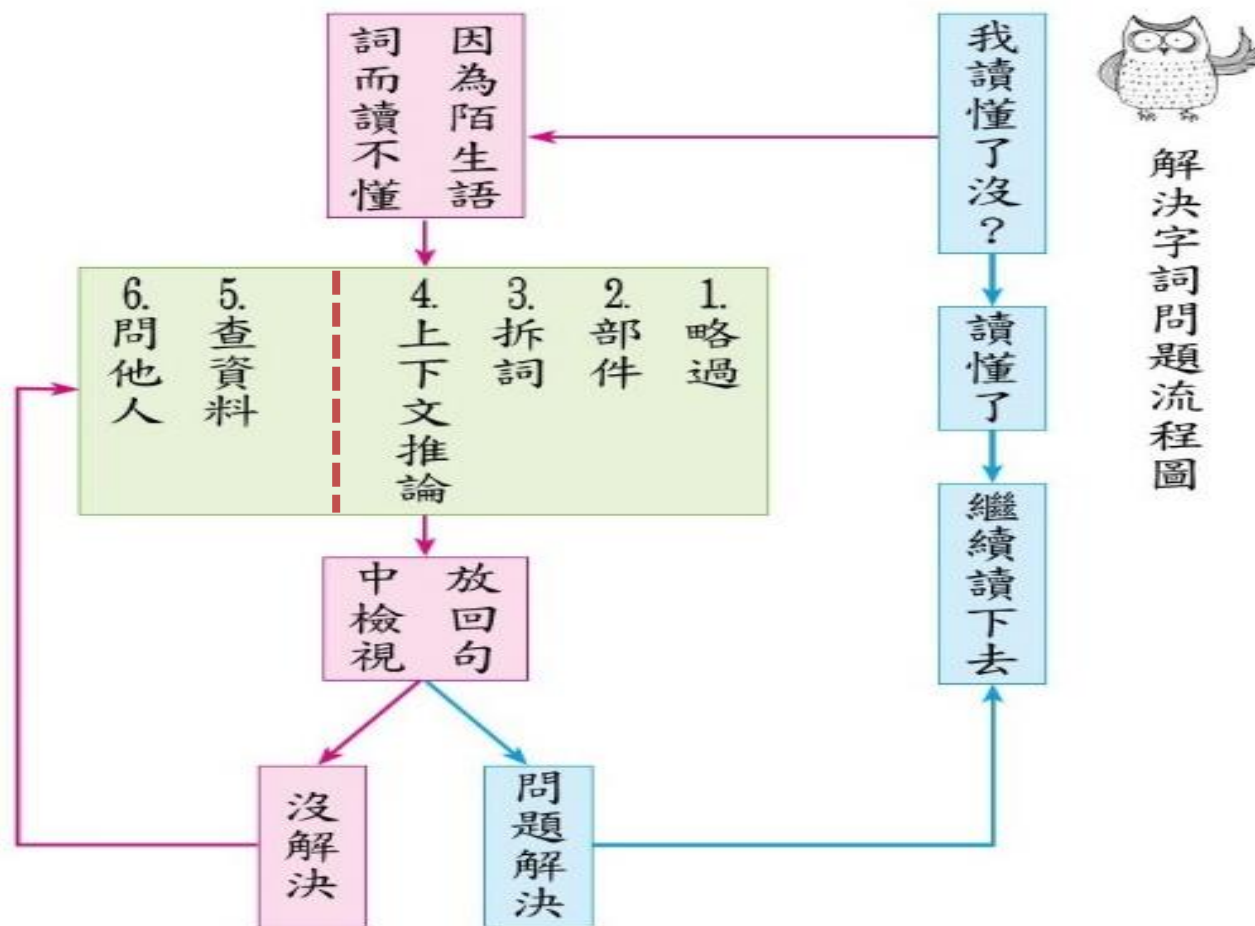 解決字詞問題流程圖
我讀懂了沒？
讀懂了
繼續讀下去
因為陌生語
詞而讀不懂
1.略過
2.部件
3.拆詞
4.上下文推論
5.查資料
6.問他人
放回句
中檢視
問題解決
沒解決